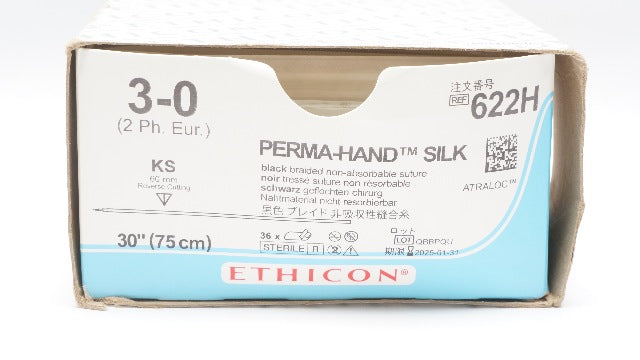 3-0
(2 Ph. Eur.)
KS
60 mm
Reverse Cutting
30" (75 cm)
PERMA-HAND™ SILK
black braided non-absorbable suture
noir tressé suture non résorbable
schwarz geflochten chirurg
Nahtmaterial nicht resorbierbar
黒色 ブレイド 非吸収性縫合糸
36 x
STERILE R
注文番号
REF 622H
ATRALOC™
ロット
LOT QBBPQU
期限 2025-01-31
ETHICON®